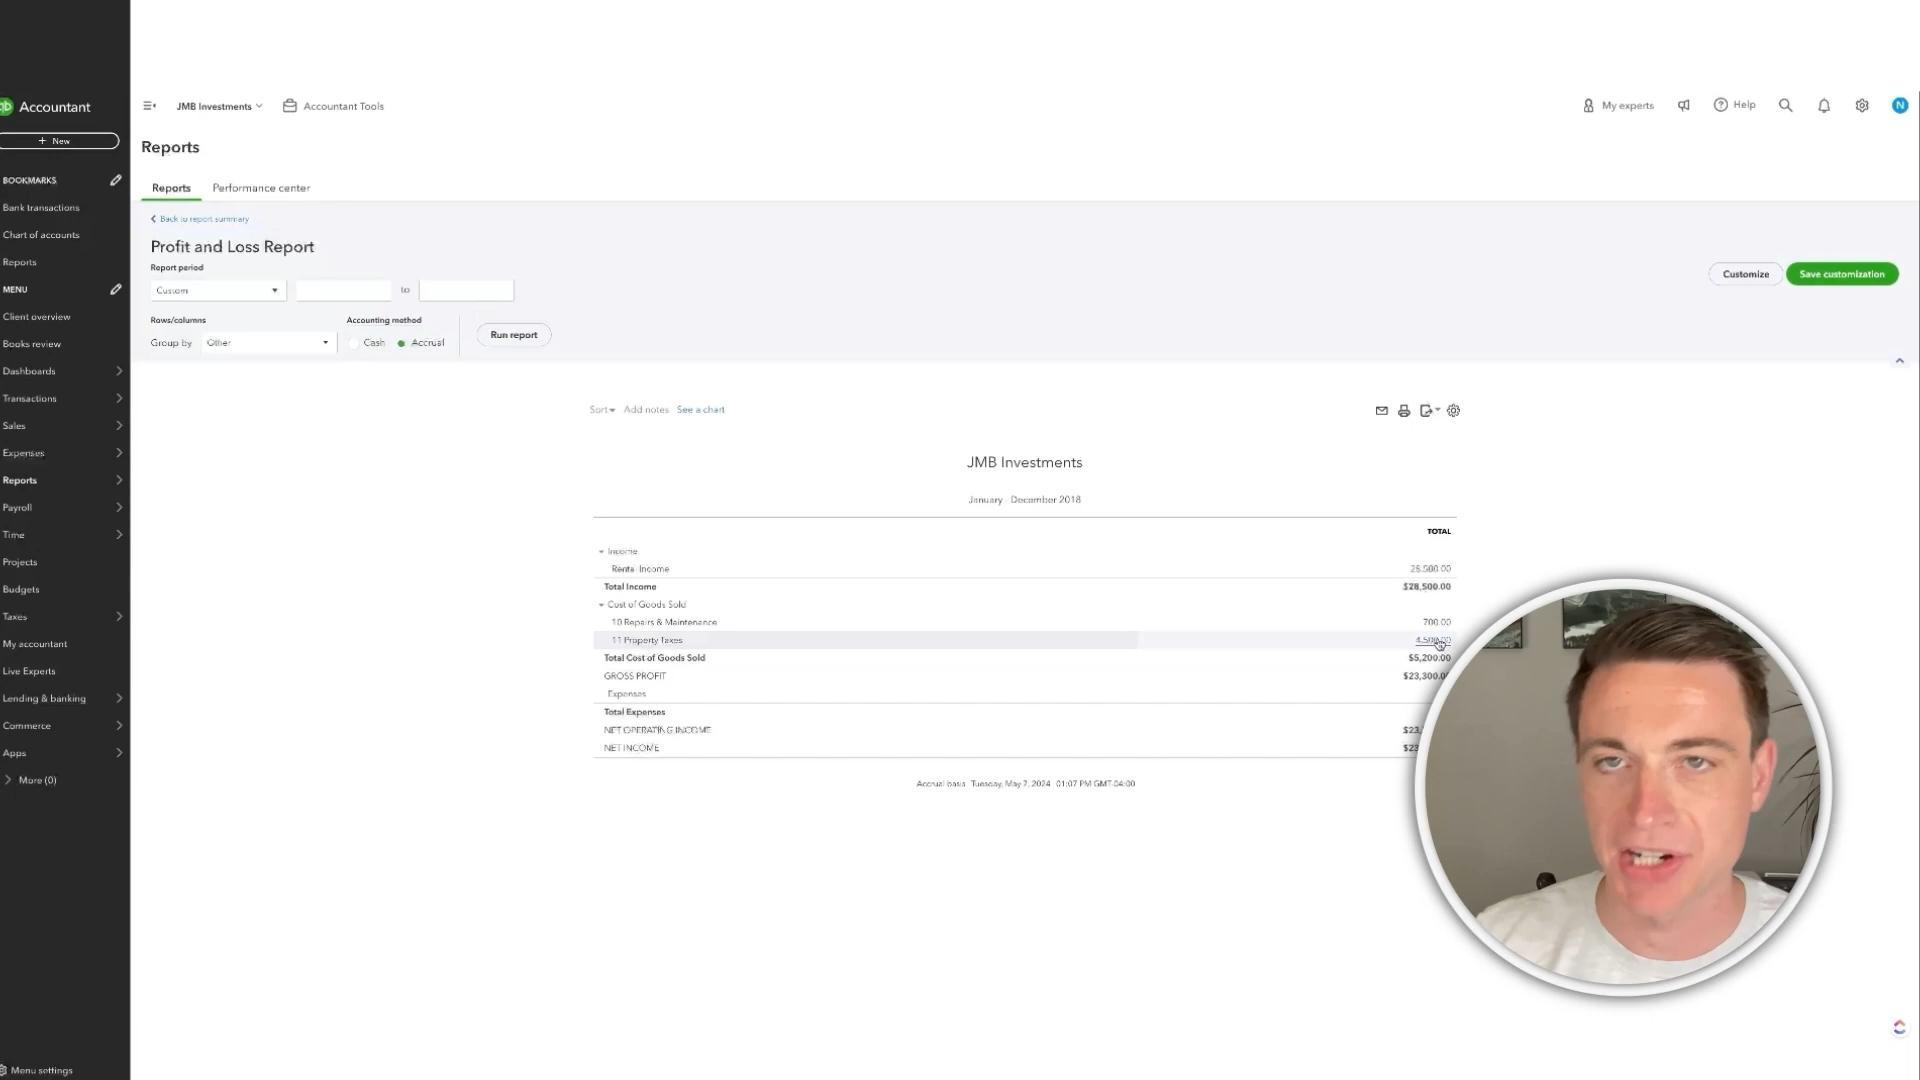 Accountant
JMB Investments
Accountant Tools
My experts
Help
N
+ New
Reports
BOOKMARKS
Bank transactions
Chart of accounts
Reports
MENU
Client overview
Books review
Dashboards
Transactions
Sales
Expenses
Reports
Payroll
Time
Projects
Budgets
Taxes
My accountant
Live Experts
Lending & banking
Commerce
Apps
More (0)
Menu settings
Reports
Performance center
Back to report summary
Profit and Loss Report
Report period
Custom
to
Customize
Save customization
Rows/columns
Accounting method
Group by
Other
Cash
Accrual
Run report
Sort
Add notes
See a chart
JMB Investments
January - December 2018
TOTAL
Income
Rental Income
$28,500.00
Total Income
Cost of Goods Sold
10 Repairs & Maintenance
700.00
11 Property Taxes
4,500.00
Total Cost of Goods Sold
$5,200.00
GROSS PROFIT
$23,300.0
Expenses
Total Expenses
NET OPERATING INCOME
$23,
NET INCOME
$23
Accrual basis Tuesday, May 7, 2024 01:07 PM GMT-04:00